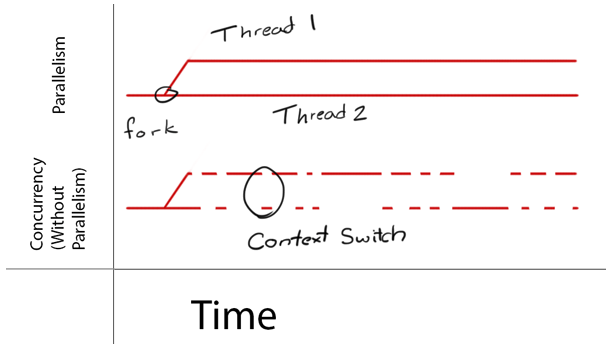 Parallelism
Thread 1
Thread 2
fork
Concurrency
(Without
Parallelism)
Context Switch
Time